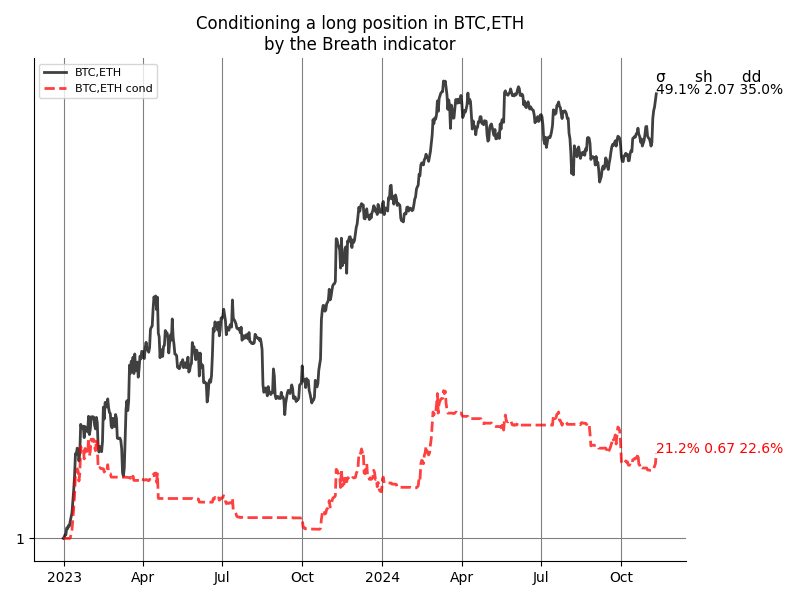 Conditioning a long position in BTC,ETH
by the Breath indicator
BTC,ETH
BTC,ETH cond
σ sh dd
49.1% 2.07 35.0%
21.2% 0.67 22.6%
1
2023 Apr Jul Oct 2024 Apr Jul Oct